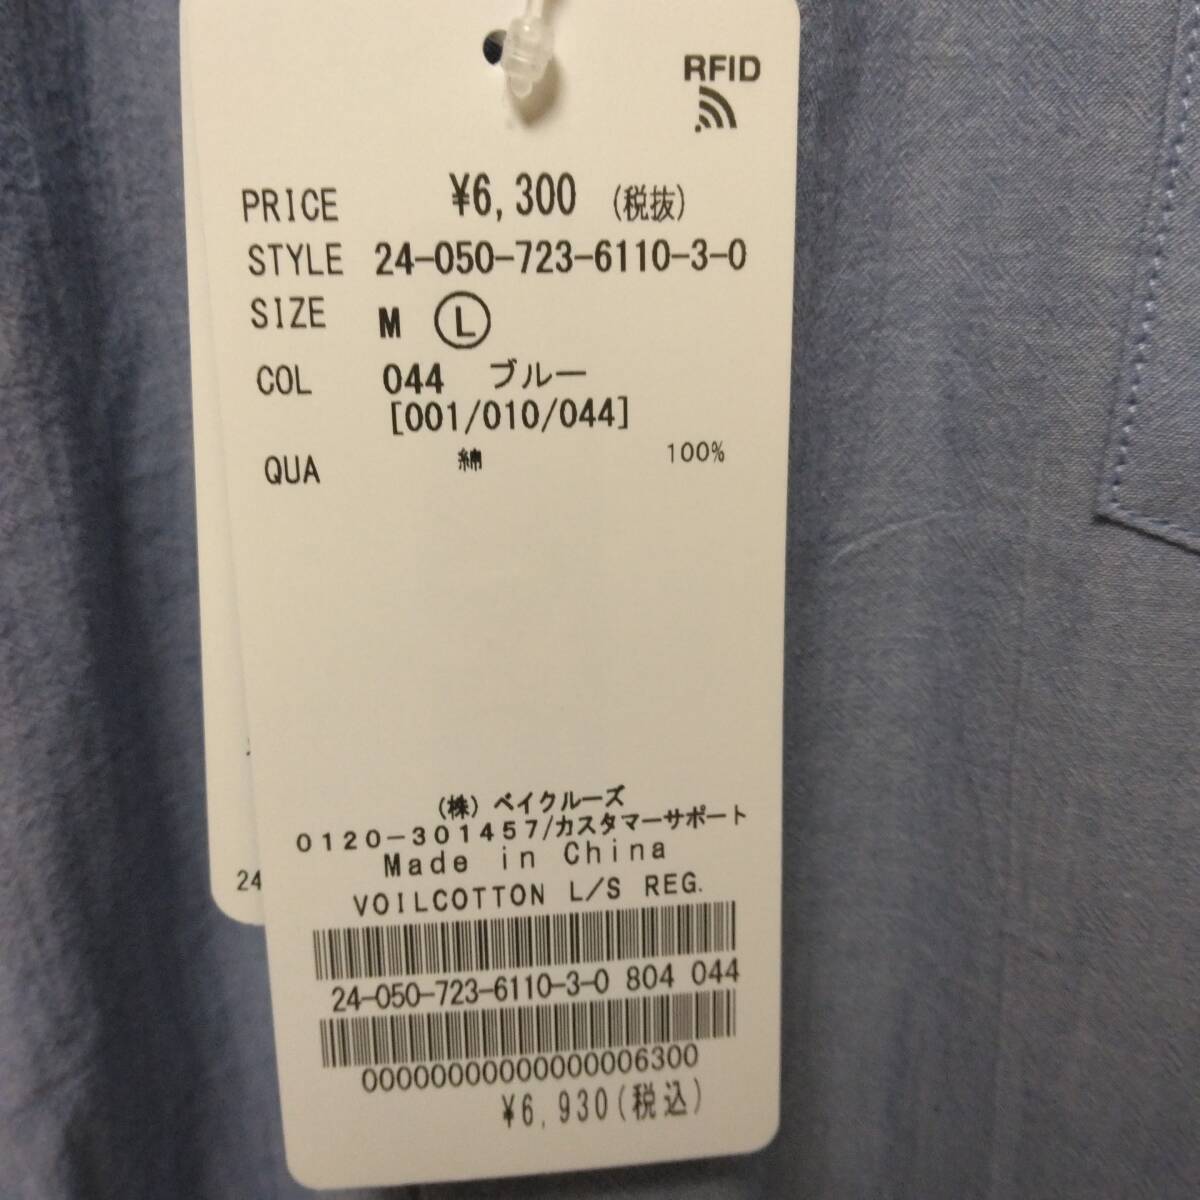 RFID
PRICE ¥6,300 (税抜)
STYLE 24-050-723-6110-3-0
SIZE M Ⓛ
COL 044 ブルー
[001/010/044]
QUA 綿 100%
(株) ベイクルーズ
0120-301457/カスタマーサポート
Made in China
VOILCOTTON L/S REG.
24-050-723-6110-3-0 804 044
24
00000000000000006300
¥6,930(税込)